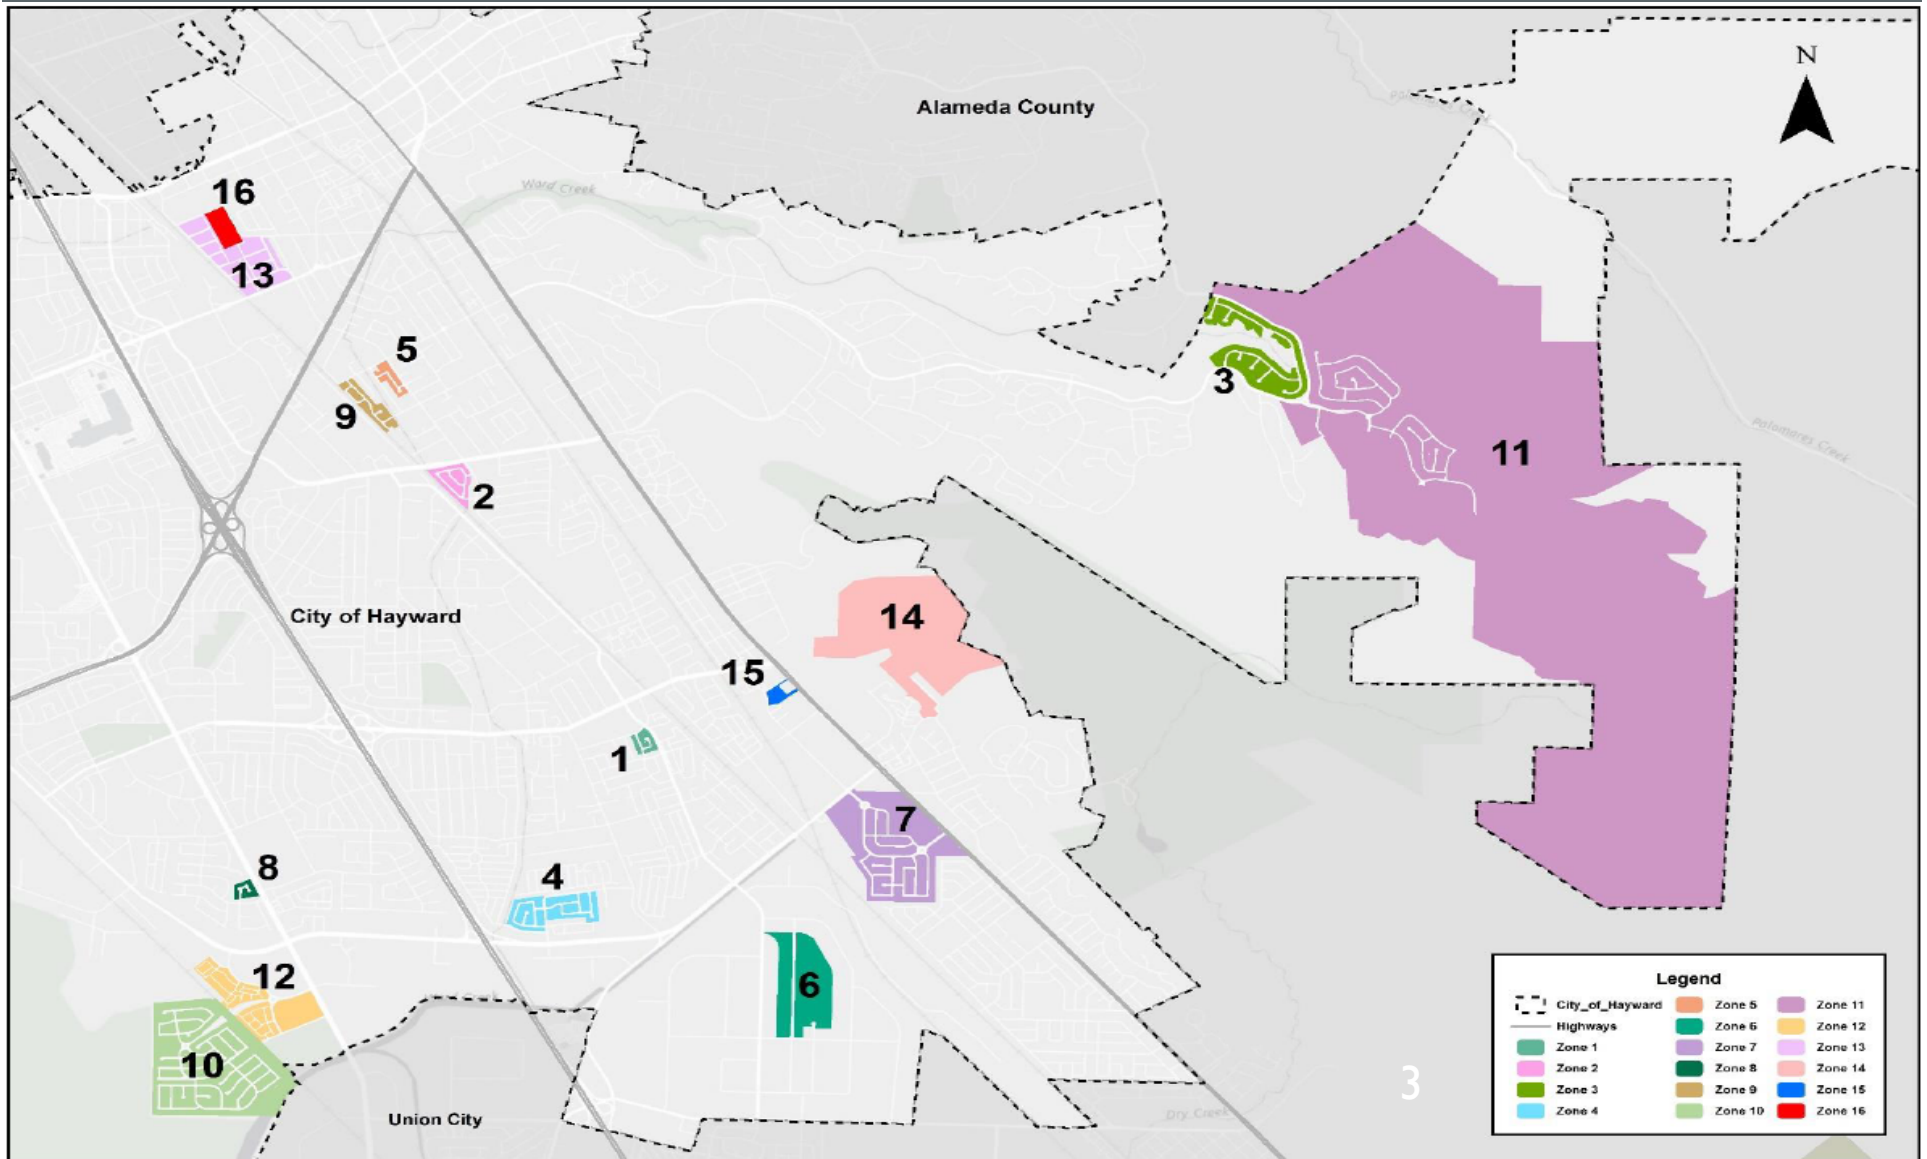 N
Alameda County
Palomares Creek
Ward Creek
16
13
5
3
9
11
Palomares Creek
2
14
City of Hayward
15
1
7
8
4
12
6
10
Union City
Dry Creek
3
Legend
City_of_Hayward
Highways
Zone 1
Zone 2
Zone 3
Zone 4
Zone 5
Zone 6
Zone 7
Zone 8
Zone 9
Zone 10
Zone 11
Zone 12
Zone 13
Zone 14
Zone 15
Zone 16